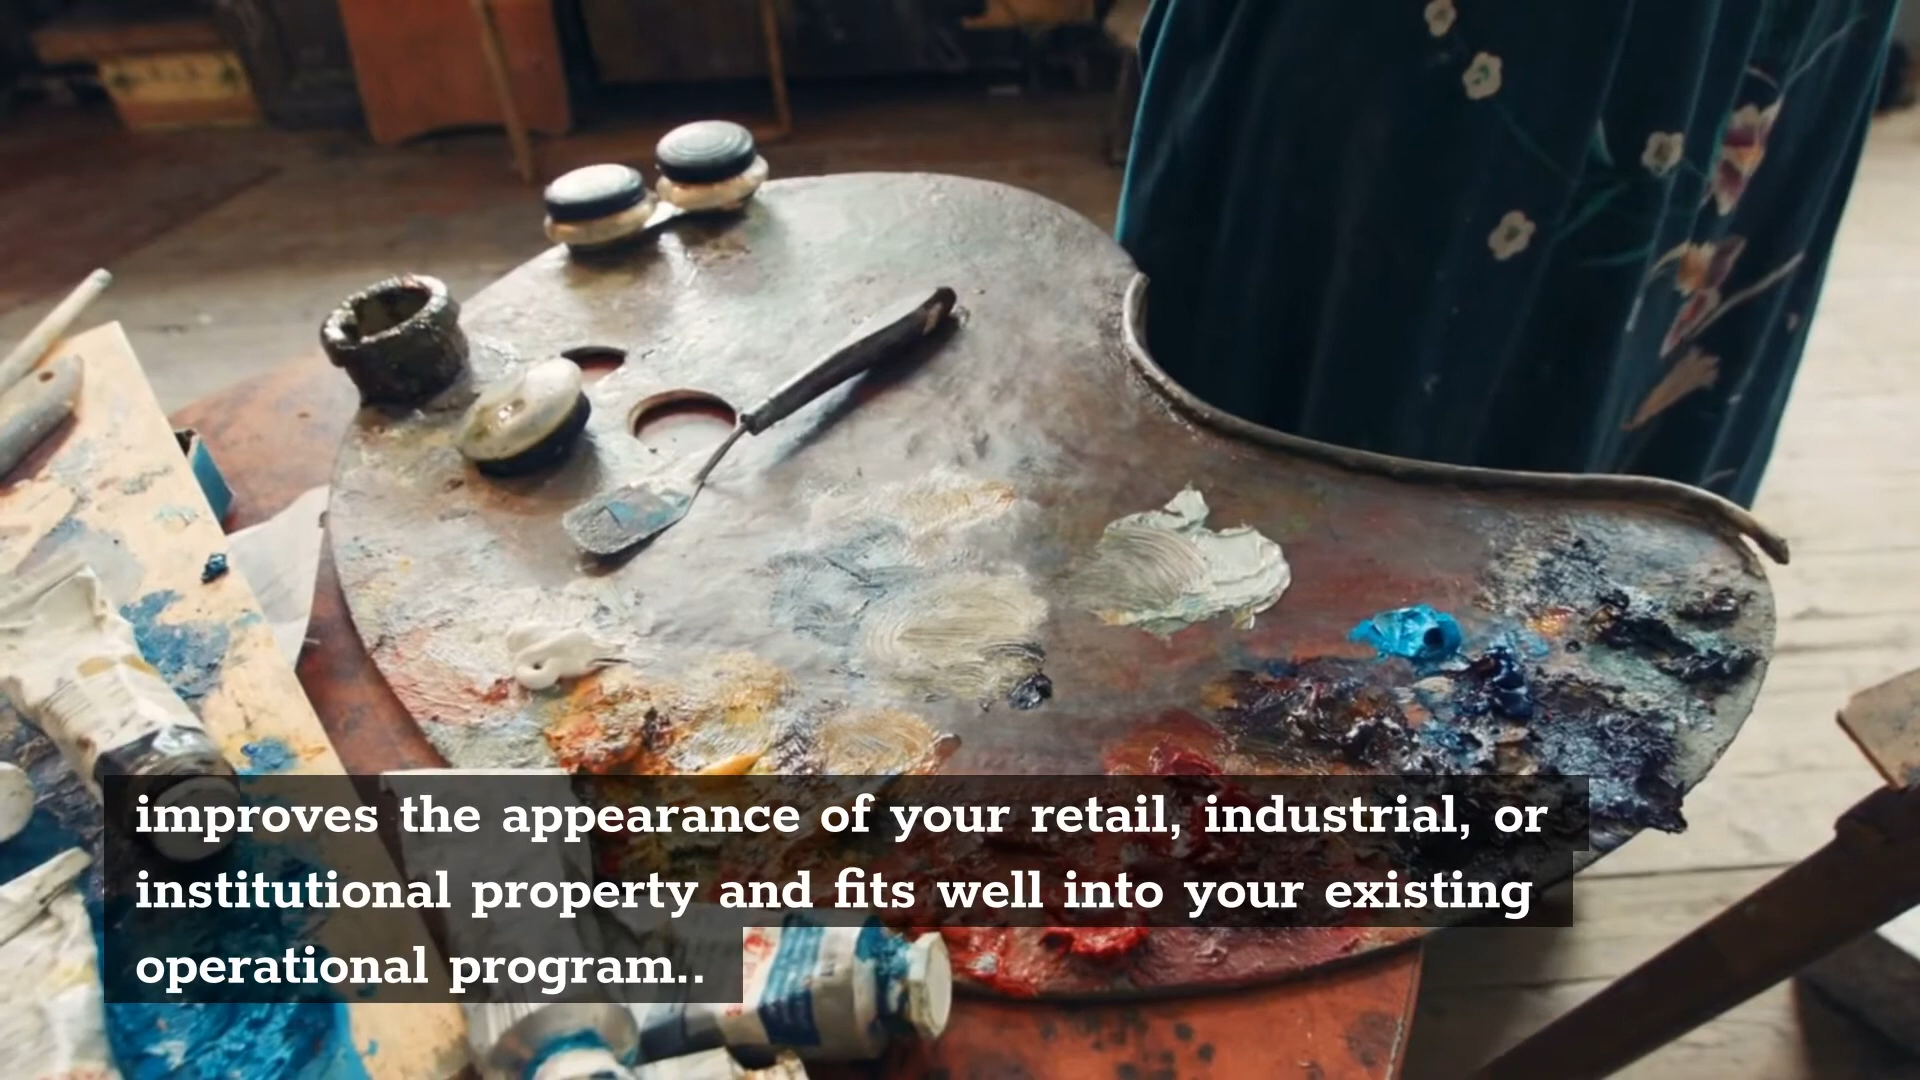 improves the appearance of your retail, industrial, or
institutional property and fits well into your existing
operational program..